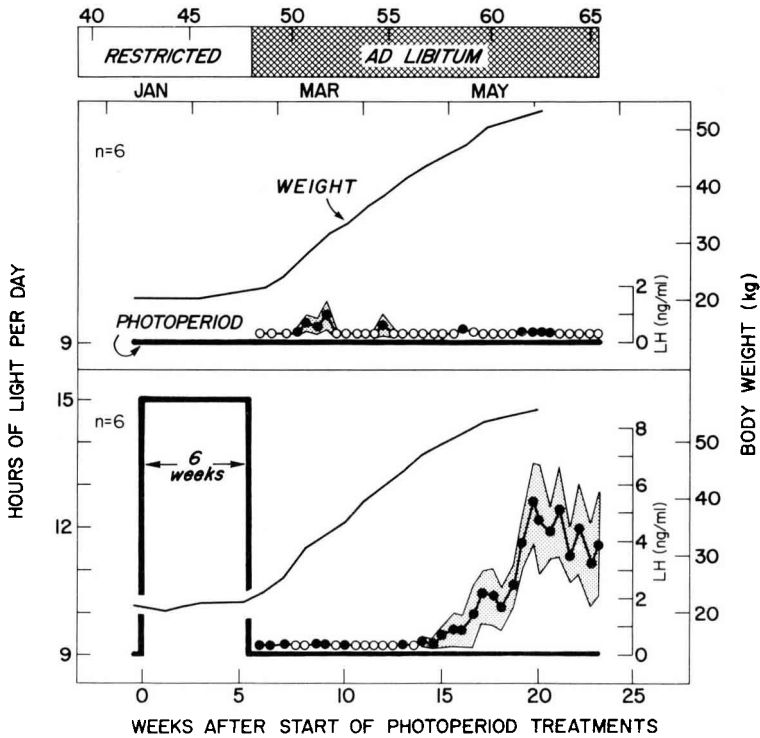 40 45 50 55 60 65
RESTRICTED AD LIBITUM
JAN MAR MAY
n=6
WEIGHT
PHOTOPERIOD
9
2
0
LH (ng/ml)
50
40
30
20
n=6
6
weeks
15
12
9
8
6
4
2
0
LH (ng/ml)
50
40
30
20
HOURS OF LIGHT PER DAY
BODY WEIGHT (kg)
0 5 10 15 20 25
WEEKS AFTER START OF PHOTOPERIOD TREATMENTS